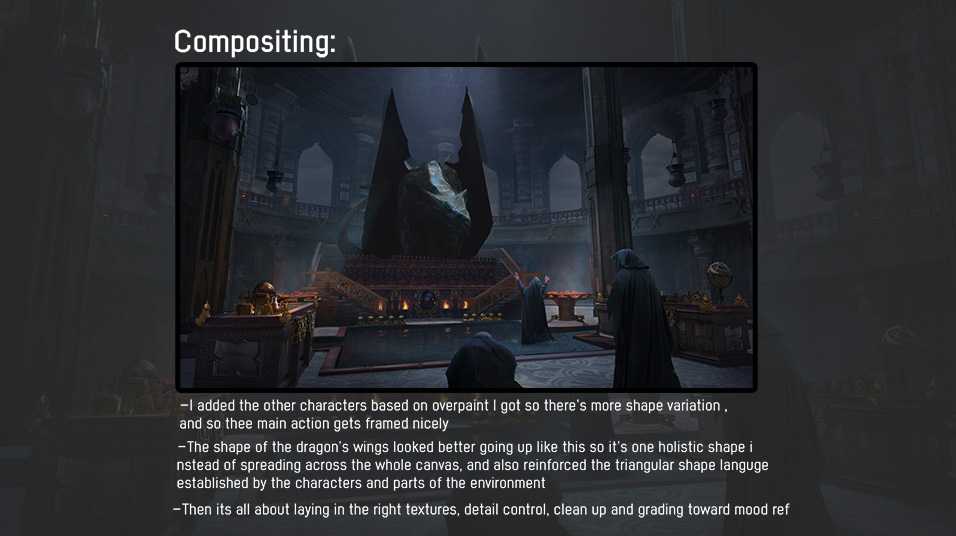 Compositing:
-I added the other characters based on overpaint I got so there's more shape variation ,
and so thee main action gets framed nicely
-The shape of the dragon's wings looked better going up like this so it's one holistic shape i
nstead of spreading across the whole canvas, and also reinforced the triangular shape languge
established by the characters and parts of the environment
-Then its all about laying in the right textures, detail control, clean up and grading toward mood ref